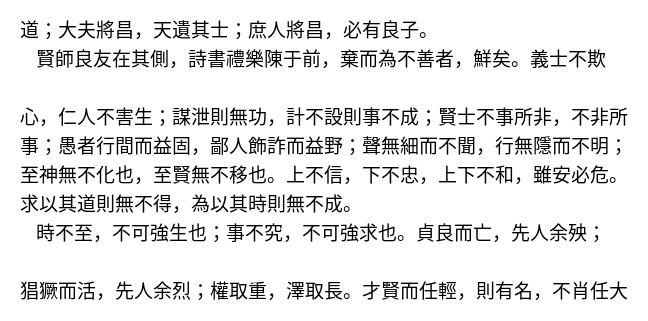 道；大夫將昌，天遺其士；庶人將昌，必有良子。
賢師良友在其側，詩書禮樂陳于前，棄而為不善者，鮮矣。義士不欺
心，仁人不害生；謀泄則無功，計不設則事不成；賢士不事所非，不非所
事；愚者行間而益固，鄙人飾詐而益野；聲無細而不聞，行無隱而不明；
至神無不化也，至賢無不移也。上不信，下不忠，上下不和，雖安必危。
求以其道則無不得，為以其時則無不成。
時不至，不可強生也；事不究，不可強求也。貞良而亡，先人余殃；
猖獗而活，先人余烈；權取重，澤取長。才賢而任輕，則有名，不肖任大